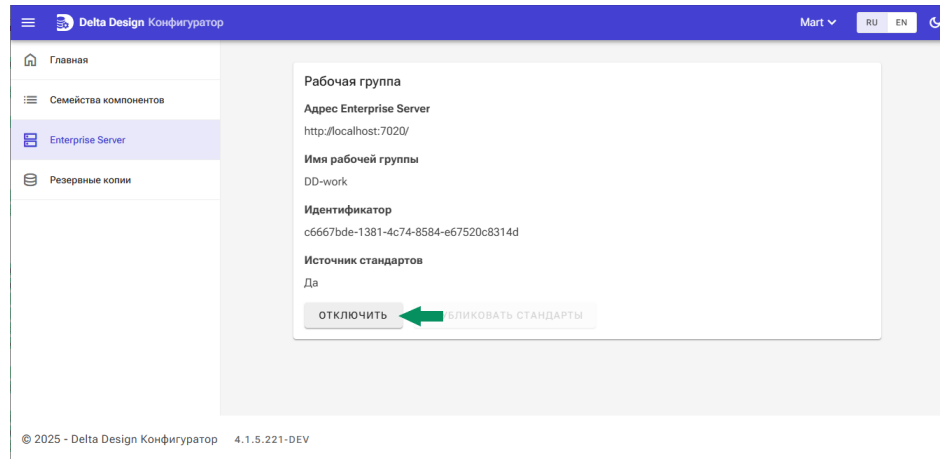 Delta Design Конфигуратор
Mart
RU EN
Главная
Семейства компонентов
Enterprise Server
Резервные копии
Рабочая группа
Адрес Enterprise Server
http://localhost:7020/
Имя рабочей группы
DD-work
Идентификатор
c6667bde-1381-4c74-8584-e67520c8314d
Источник стандартов
Да
ОТКЛЮЧИТЬ
СТАНДАРТЫ
© 2025 - Delta Design Конфигуратор 4.1.5.221-DEV